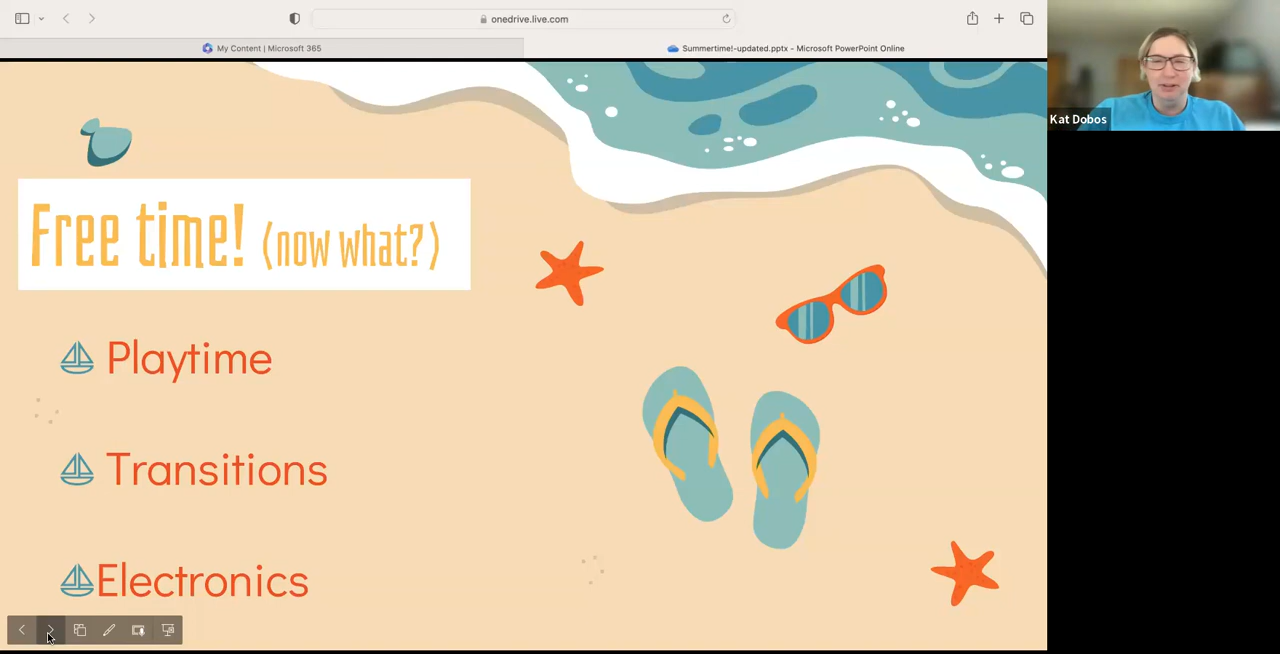 onedrive.live.com
My Content | Microsoft 365
Summertime!-updated.pptx - Microsoft PowerPoint Online
Kat Dobos
Free time! (now what?)
Playtime
Transitions
Electronics